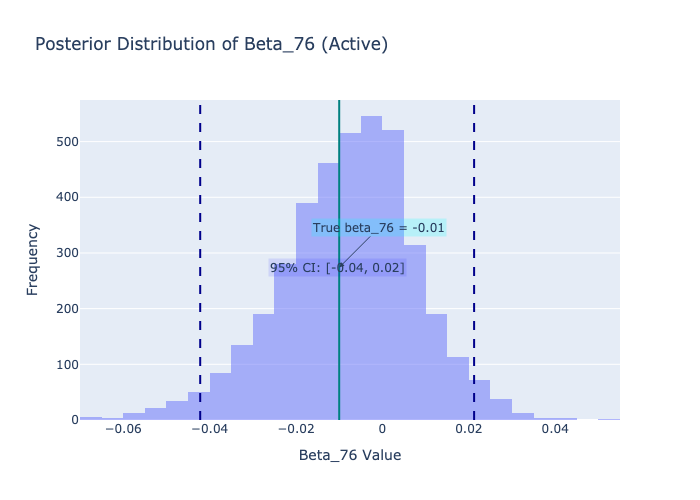 Posterior Distribution of Beta_76 (Active)
500
400
300
200
100
0
Frequency
True beta_76 = -0.01
95% CI: [-0.04, 0.02]
−0.06
−0.04
−0.02
0
0.02
0.04
Beta_76 Value